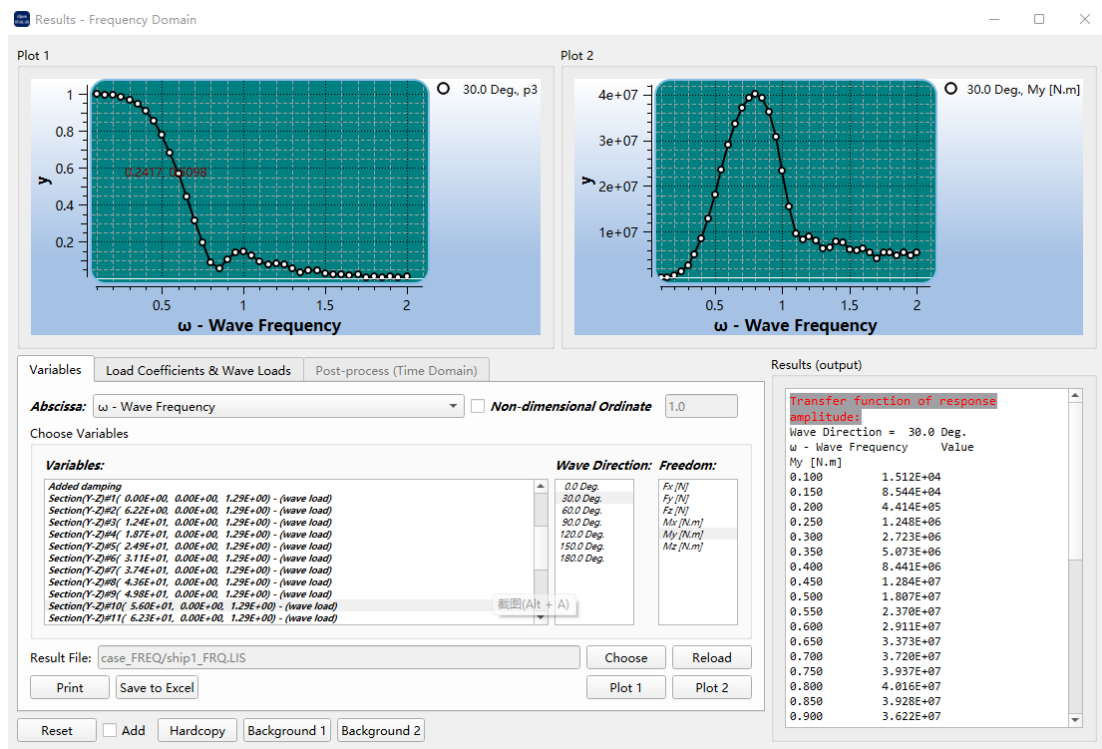 Results - Frequency Domain
Plot 1
1
0.8
0.6
0.4
0.2
y
0.5
1
1.5
2
ω - Wave Frequency
30.0 Deg., p3
Plot 2
4e+07
3e+07
2e+07
1e+07
y
0.5
1
1.5
2
ω - Wave Frequency
30.0 Deg., My [N.m]
Variables
Load Coefficients & Wave Loads
Post-process (Time Domain)
Abscissa:
ω - Wave Frequency
Non-dimensional Ordinate
1.0
Choose Variables
Variables:
Added damping
Section(Y-Z)#1( 0.00E+00, 0.00E+00, 1.29E+00) - (wave load)
Section(Y-Z)#2( 6.22E+00, 0.00E+00, 1.29E+00) - (wave load)
Section(Y-Z)#3( 1.24E+01, 0.00E+00, 1.29E+00) - (wave load)
Section(Y-Z)#4( 1.87E+01, 0.00E+00, 1.29E+00) - (wave load)
Section(Y-Z)#5( 2.49E+01, 0.00E+00, 1.29E+00) - (wave load)
Section(Y-Z)#6( 3.11E+01, 0.00E+00, 1.29E+00) - (wave load)
Section(Y-Z)#7( 3.74E+01, 0.00E+00, 1.29E+00) - (wave load)
Section(Y-Z)#8( 4.36E+01, 0.00E+00, 1.29E+00) - (wave load)
Section(Y-Z)#9( 4.98E+01, 0.00E+00, 1.29E+00) - (wave load)
Section(Y-Z)#10( 5.60E+01, 0.00E+00, 1.29E+00) - (wave load)
Section(Y-Z)#11( 6.23E+01, 0.00E+00, 1.29E+00) - (wave load)
截图(Alt + A)
Wave Direction:
0.0 Deg.
30.0 Deg.
60.0 Deg.
90.0 Deg.
120.0 Deg.
150.0 Deg.
180.0 Deg.
Freedom:
Fx [N]
Fy [N]
Fz [N]
Mx [N.m]
My [N.m]
Mz [N.m]
Result File:
case_FREQ/ship1_FRQ.LIS
Choose
Reload
Print
Save to Excel
Plot 1
Plot 2
Reset
Add
Hardcopy
Background 1
Background 2
Results (output)
Transfer function of response
amplitude:
Wave Direction = 30.0 Deg.
ω - Wave Frequency Value
My [N.m]
0.100 1.512E+04
0.150 8.544E+04
0.200 4.414E+05
0.250 1.248E+06
0.300 2.723E+06
0.350 5.073E+06
0.400 8.441E+06
0.450 1.284E+07
0.500 1.807E+07
0.550 2.370E+07
0.600 2.911E+07
0.650 3.373E+07
0.700 3.720E+07
0.750 3.937E+07
0.800 4.016E+07
0.850 3.928E+07
0.900 3.622E+07